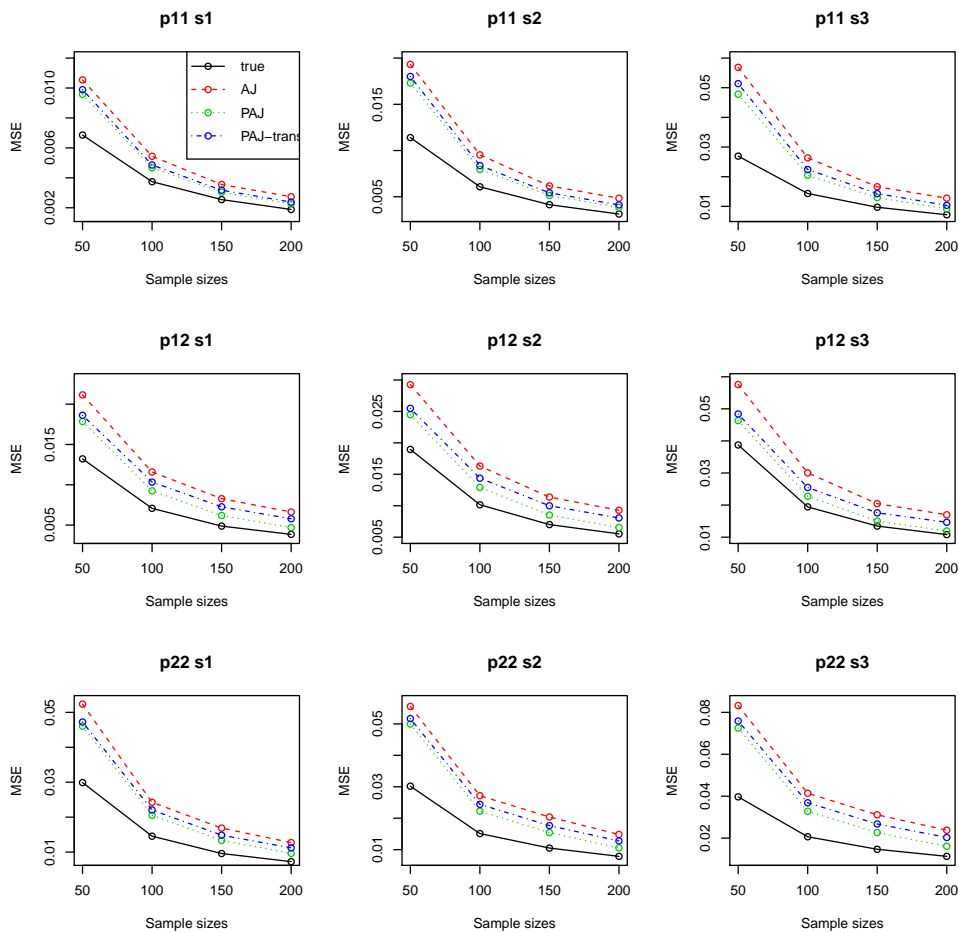 p11 s1
MSE
0.002
0.006
0.010
50
100
150
200
Sample sizes
true
AJ
PAJ
PAJ−trans
p11 s2
MSE
0.005
0.015
50
100
150
200
Sample sizes
p11 s3
MSE
0.01
0.03
0.05
50
100
150
200
Sample sizes
p12 s1
MSE
0.005
0.015
50
100
150
200
Sample sizes
p12 s2
MSE
0.005
0.015
0.025
50
100
150
200
Sample sizes
p12 s3
MSE
0.01
0.03
0.05
50
100
150
200
Sample sizes
p22 s1
MSE
0.01
0.03
0.05
50
100
150
200
Sample sizes
p22 s2
MSE
0.01
0.03
0.05
50
100
150
200
Sample sizes
p22 s3
MSE
0.02
0.04
0.06
0.08
50
100
150
200
Sample sizes